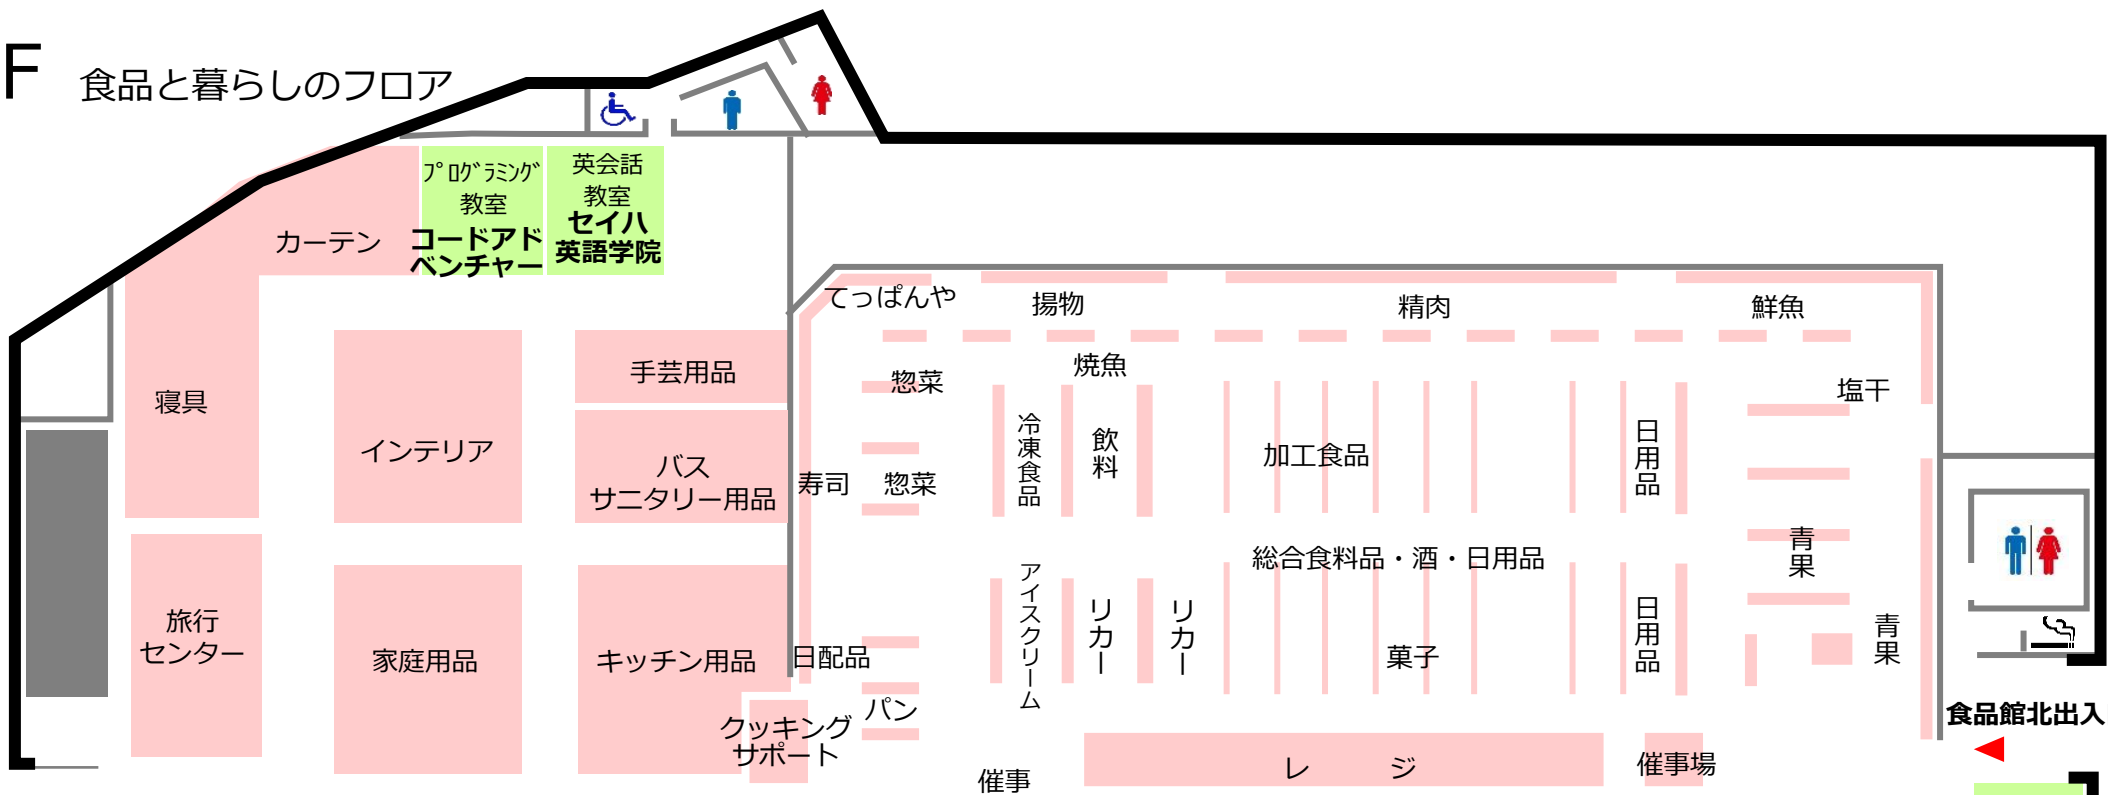 F 食品と暮らしのフロア
ﾌﾟﾛｸﾞﾗﾐﾝｸﾞ
教室
コードアド
ベンチャー
英会話
教室
セイハ
英語学院
カーテン
てっぱんや
揚物
精肉
鮮魚
寝具
インテリア
手芸用品
バス
サニタリー用品
寿司
惣菜
惣菜
焼魚
冷凍食品
飲料
加工食品
日用品
塩干
総合食料品・酒・日用品
青果
旅行
センター
家庭用品
キッチン用品
日配品
アイスクリーム
リカー
リカー
菓子
日用品
青果
クッキング
サポート
パン
食品館北出入
催事
レ ジ
催事場